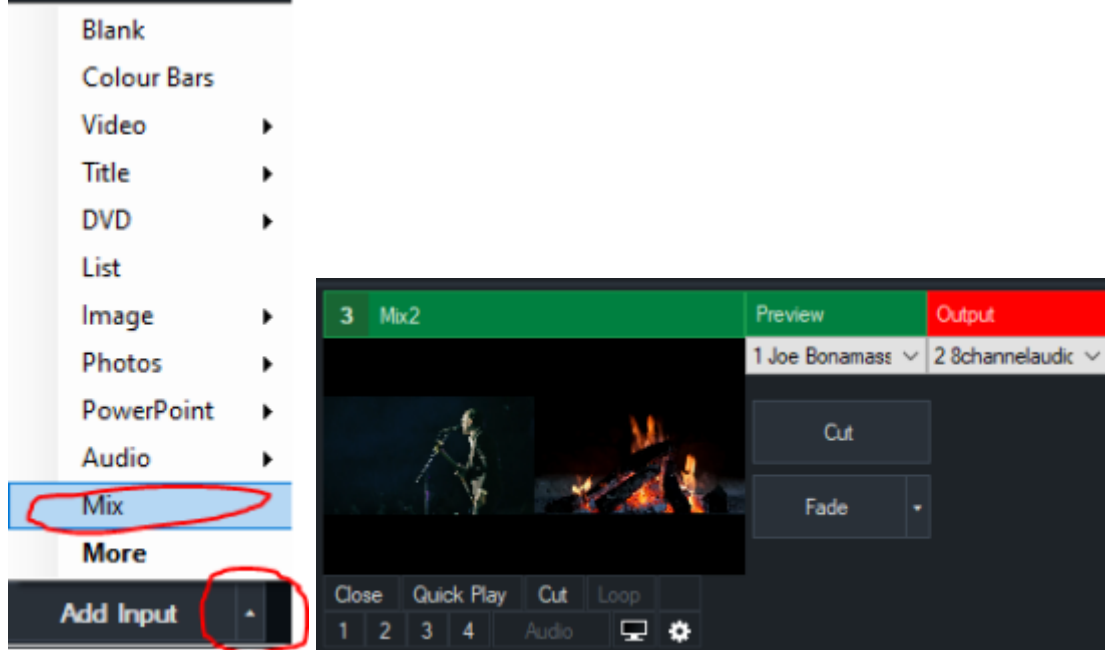 Blank
Colour Bars
Video
Title
DVD
List
Image
Photos
PowerPoint
Audio
Mix
More
Add Input
3 Mix2 Preview Output
1 Joe Bonamass 2 8channelaudic
Cut
Fade
Close Quick Play Cut Loop
1 2 3 4 Audio